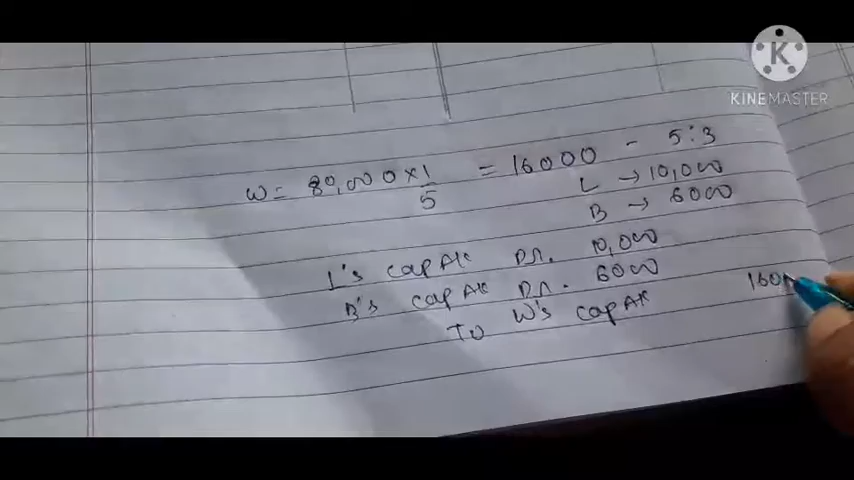 K
KINEMASTER
W = 80,000 × 1/5 = 16000 - 5:3
L → 10,000
B → 6000
L's cap A/c Dr. 10,000
B's cap A/c Dr. 6000
To W's cap A/c 160